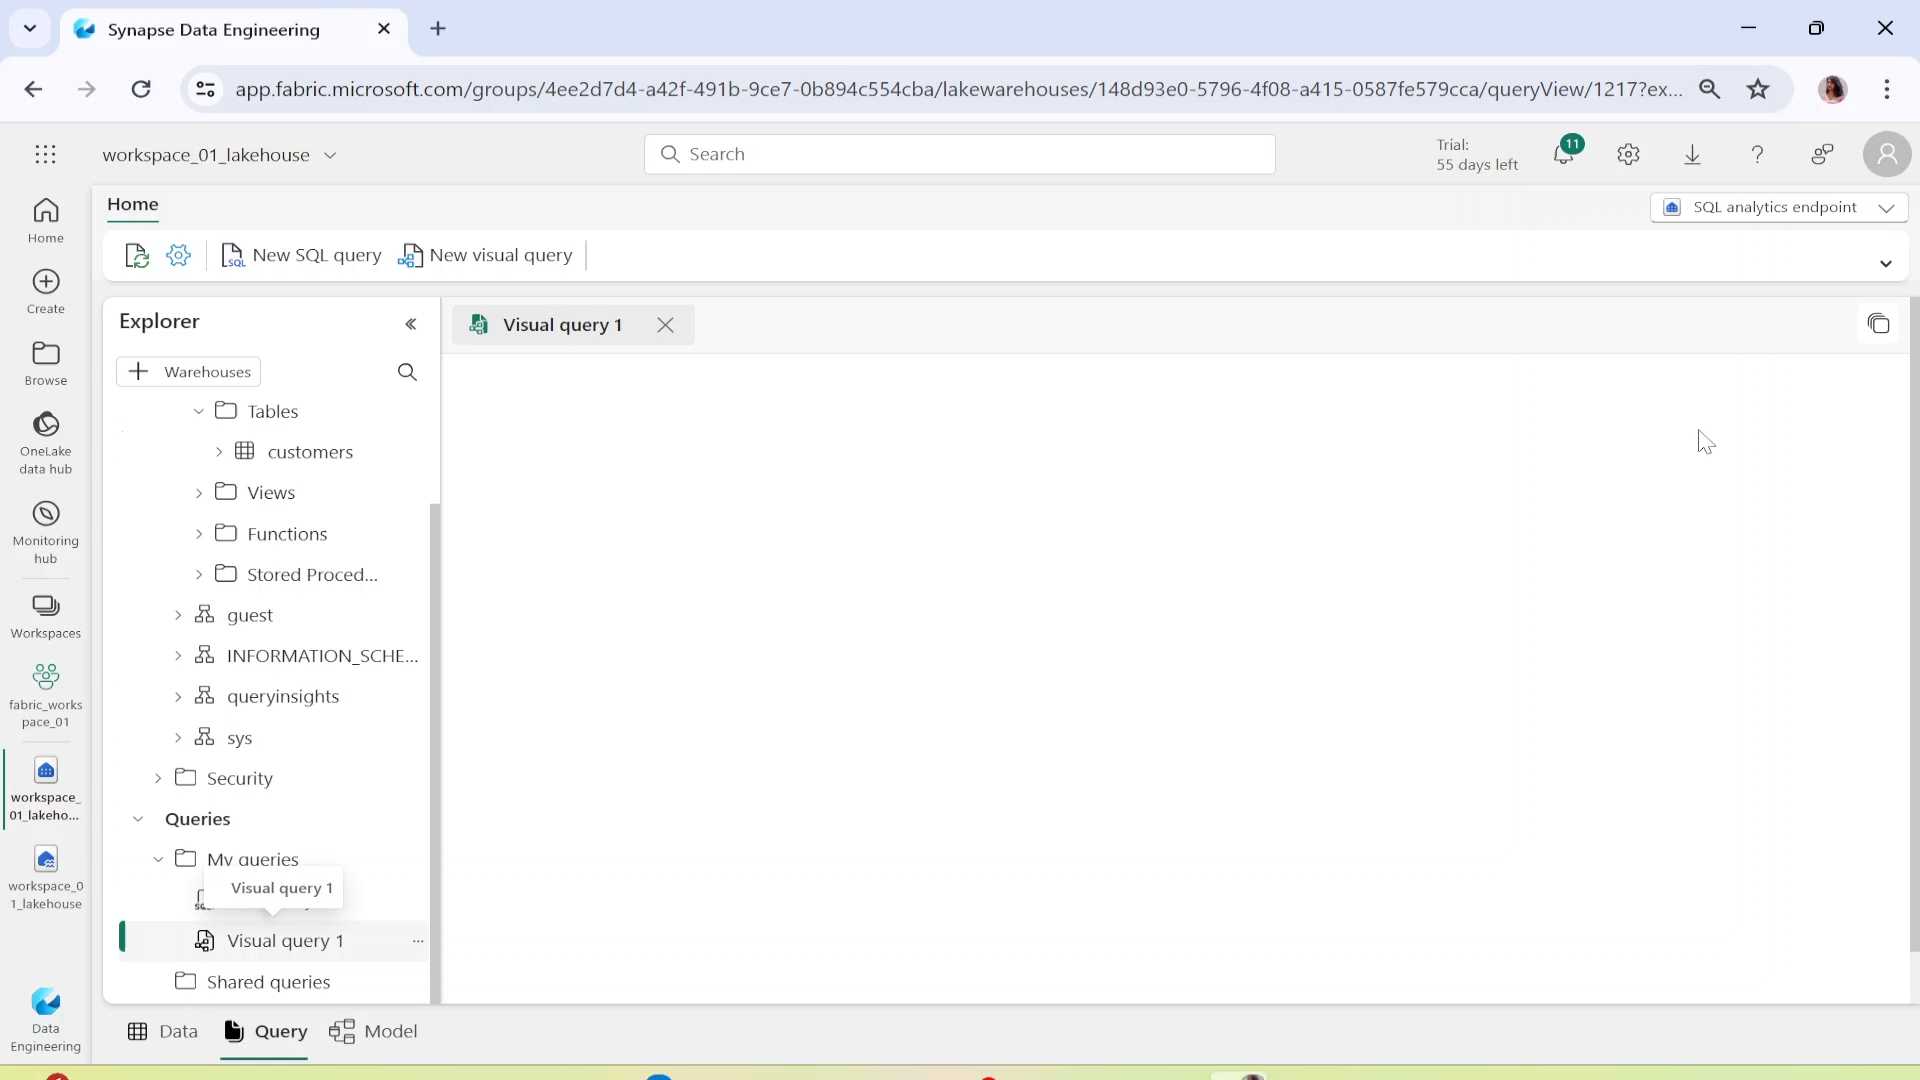 Synapse Data Engineering
app.fabric.microsoft.com/groups/4ee2d7d4-a42f-491b-9ce7-0b894c554cba/lakewarehouses/148d93e0-5796-4f08-a415-0587fe579cca/queryView/1217?ex...
workspace_01_lakehouse
Search
Trial:
55 days left
11
Home
SQL analytics endpoint
New SQL query
New visual query
Home
Create
Browse
OneLake
data hub
Monitoring
hub
Workspaces
fabric_works
pace_01
workspace_
01_lakeho...
workspace_0
1_lakehouse
Data
Engineering
Explorer
Warehouses
Tables
customers
Views
Functions
Stored Proced...
guest
INFORMATION_SCHE...
queryinsights
sys
Security
Queries
My queries
Visual query 1
Visual query 1
Shared queries
Visual query 1
Data
Query
Model